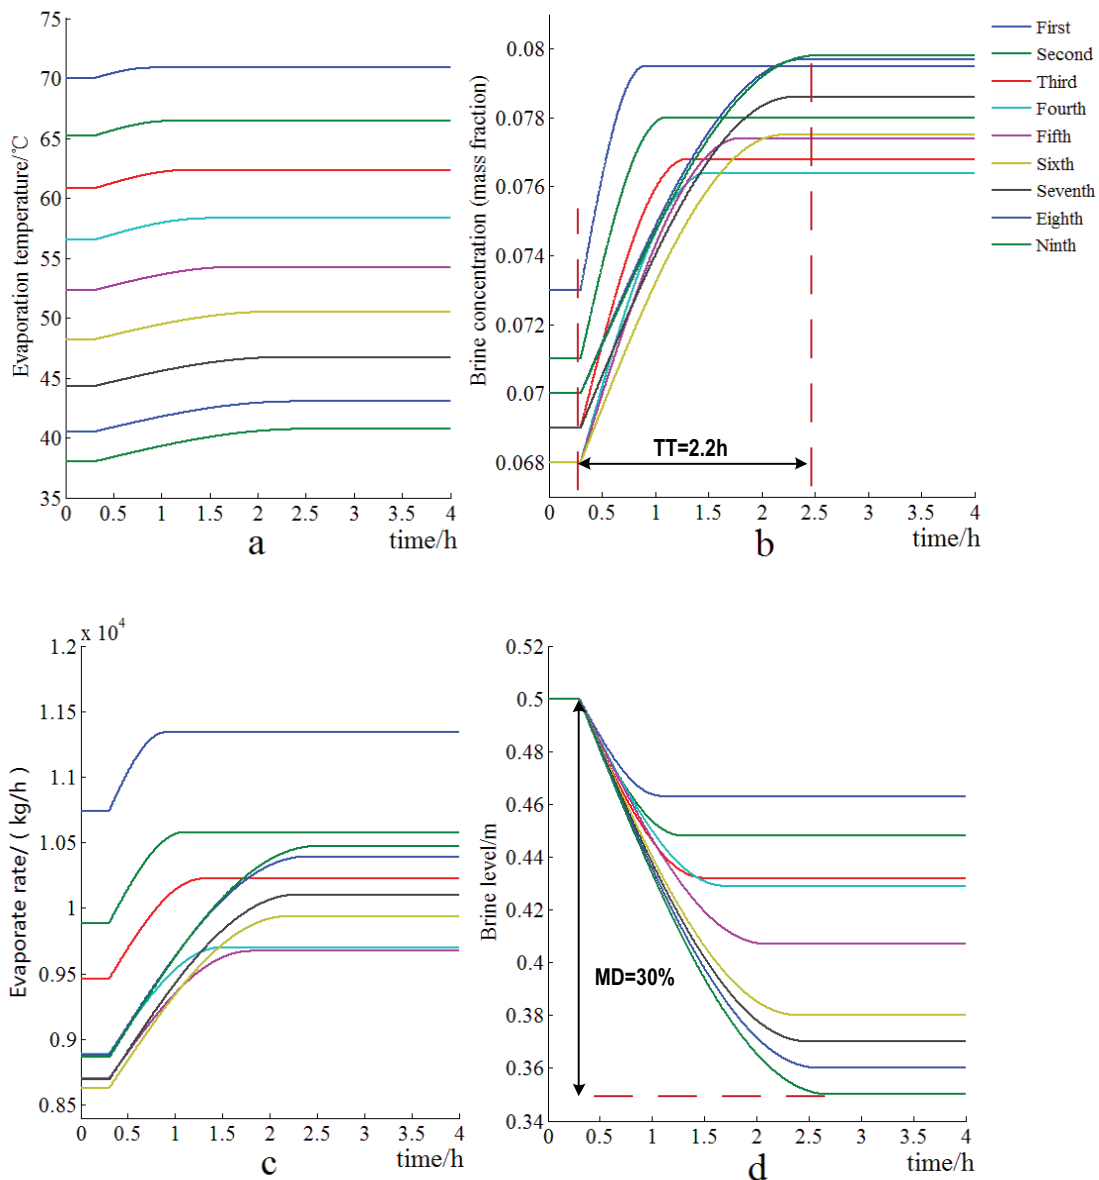 75
70
65
60
55
50
45
40
35
Evaporation temperature/℃
0 0.5 1 1.5 2 2.5 3 3.5 4
time/h
a
0.08
0.078
0.076
0.074
0.072
0.07
0.068
Brine concentration (mass fraction)
TT=2.2h
0 0.5 1 1.5 2 2.5 3 3.5 4
time/h
b
First
Second
Third
Fourth
Fifth
Sixth
Seventh
Eighth
Ninth
x 10⁴
1.2
1.15
1.1
1.05
1
0.95
0.9
0.85
Evaporate rate/ ( kg/h )
0 0.5 1 1.5 2 2.5 3 3.5 4
time/h
c
0.52
0.5
0.48
0.46
0.44
0.42
0.4
0.38
0.36
0.34
Brine level/m
MD=30%
0.5 1 1.5 2 2.5 3 3.5 4
time/h
d